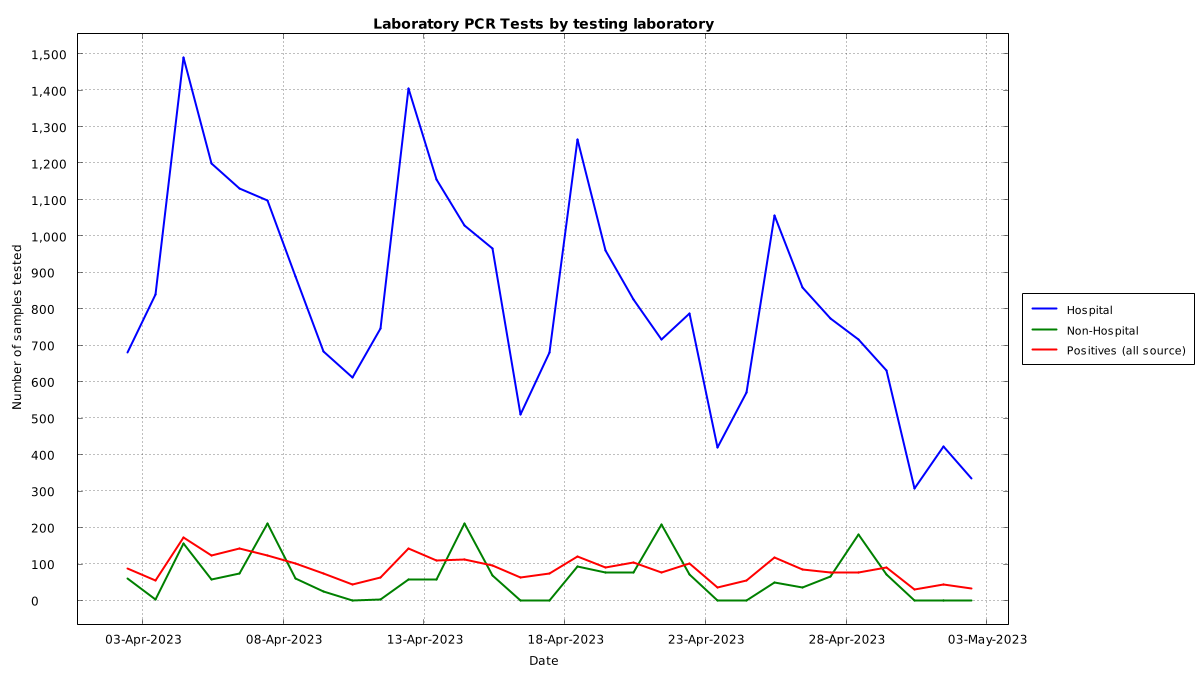 Laboratory PCR Tests by testing laboratory
1,500
1,400
1,300
1,200
1,100
1,000
900
800
700
600
500
400
300
200
100
0
Number of samples tested
03-Apr-2023 08-Apr-2023 13-Apr-2023 18-Apr-2023 23-Apr-2023 28-Apr-2023 03-May-2023
Date
Hospital
Non-Hospital
Positives (all source)